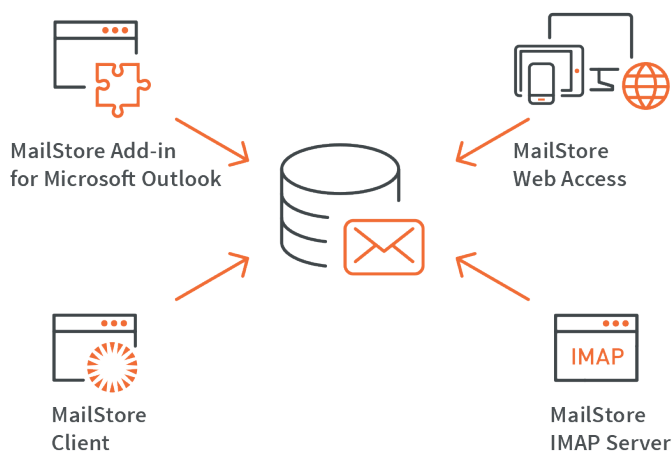 MailStore Add-in
for Microsoft Outlook
MailStore
Web Access
IMAP
MailStore
Client
MailStore
IMAP Server